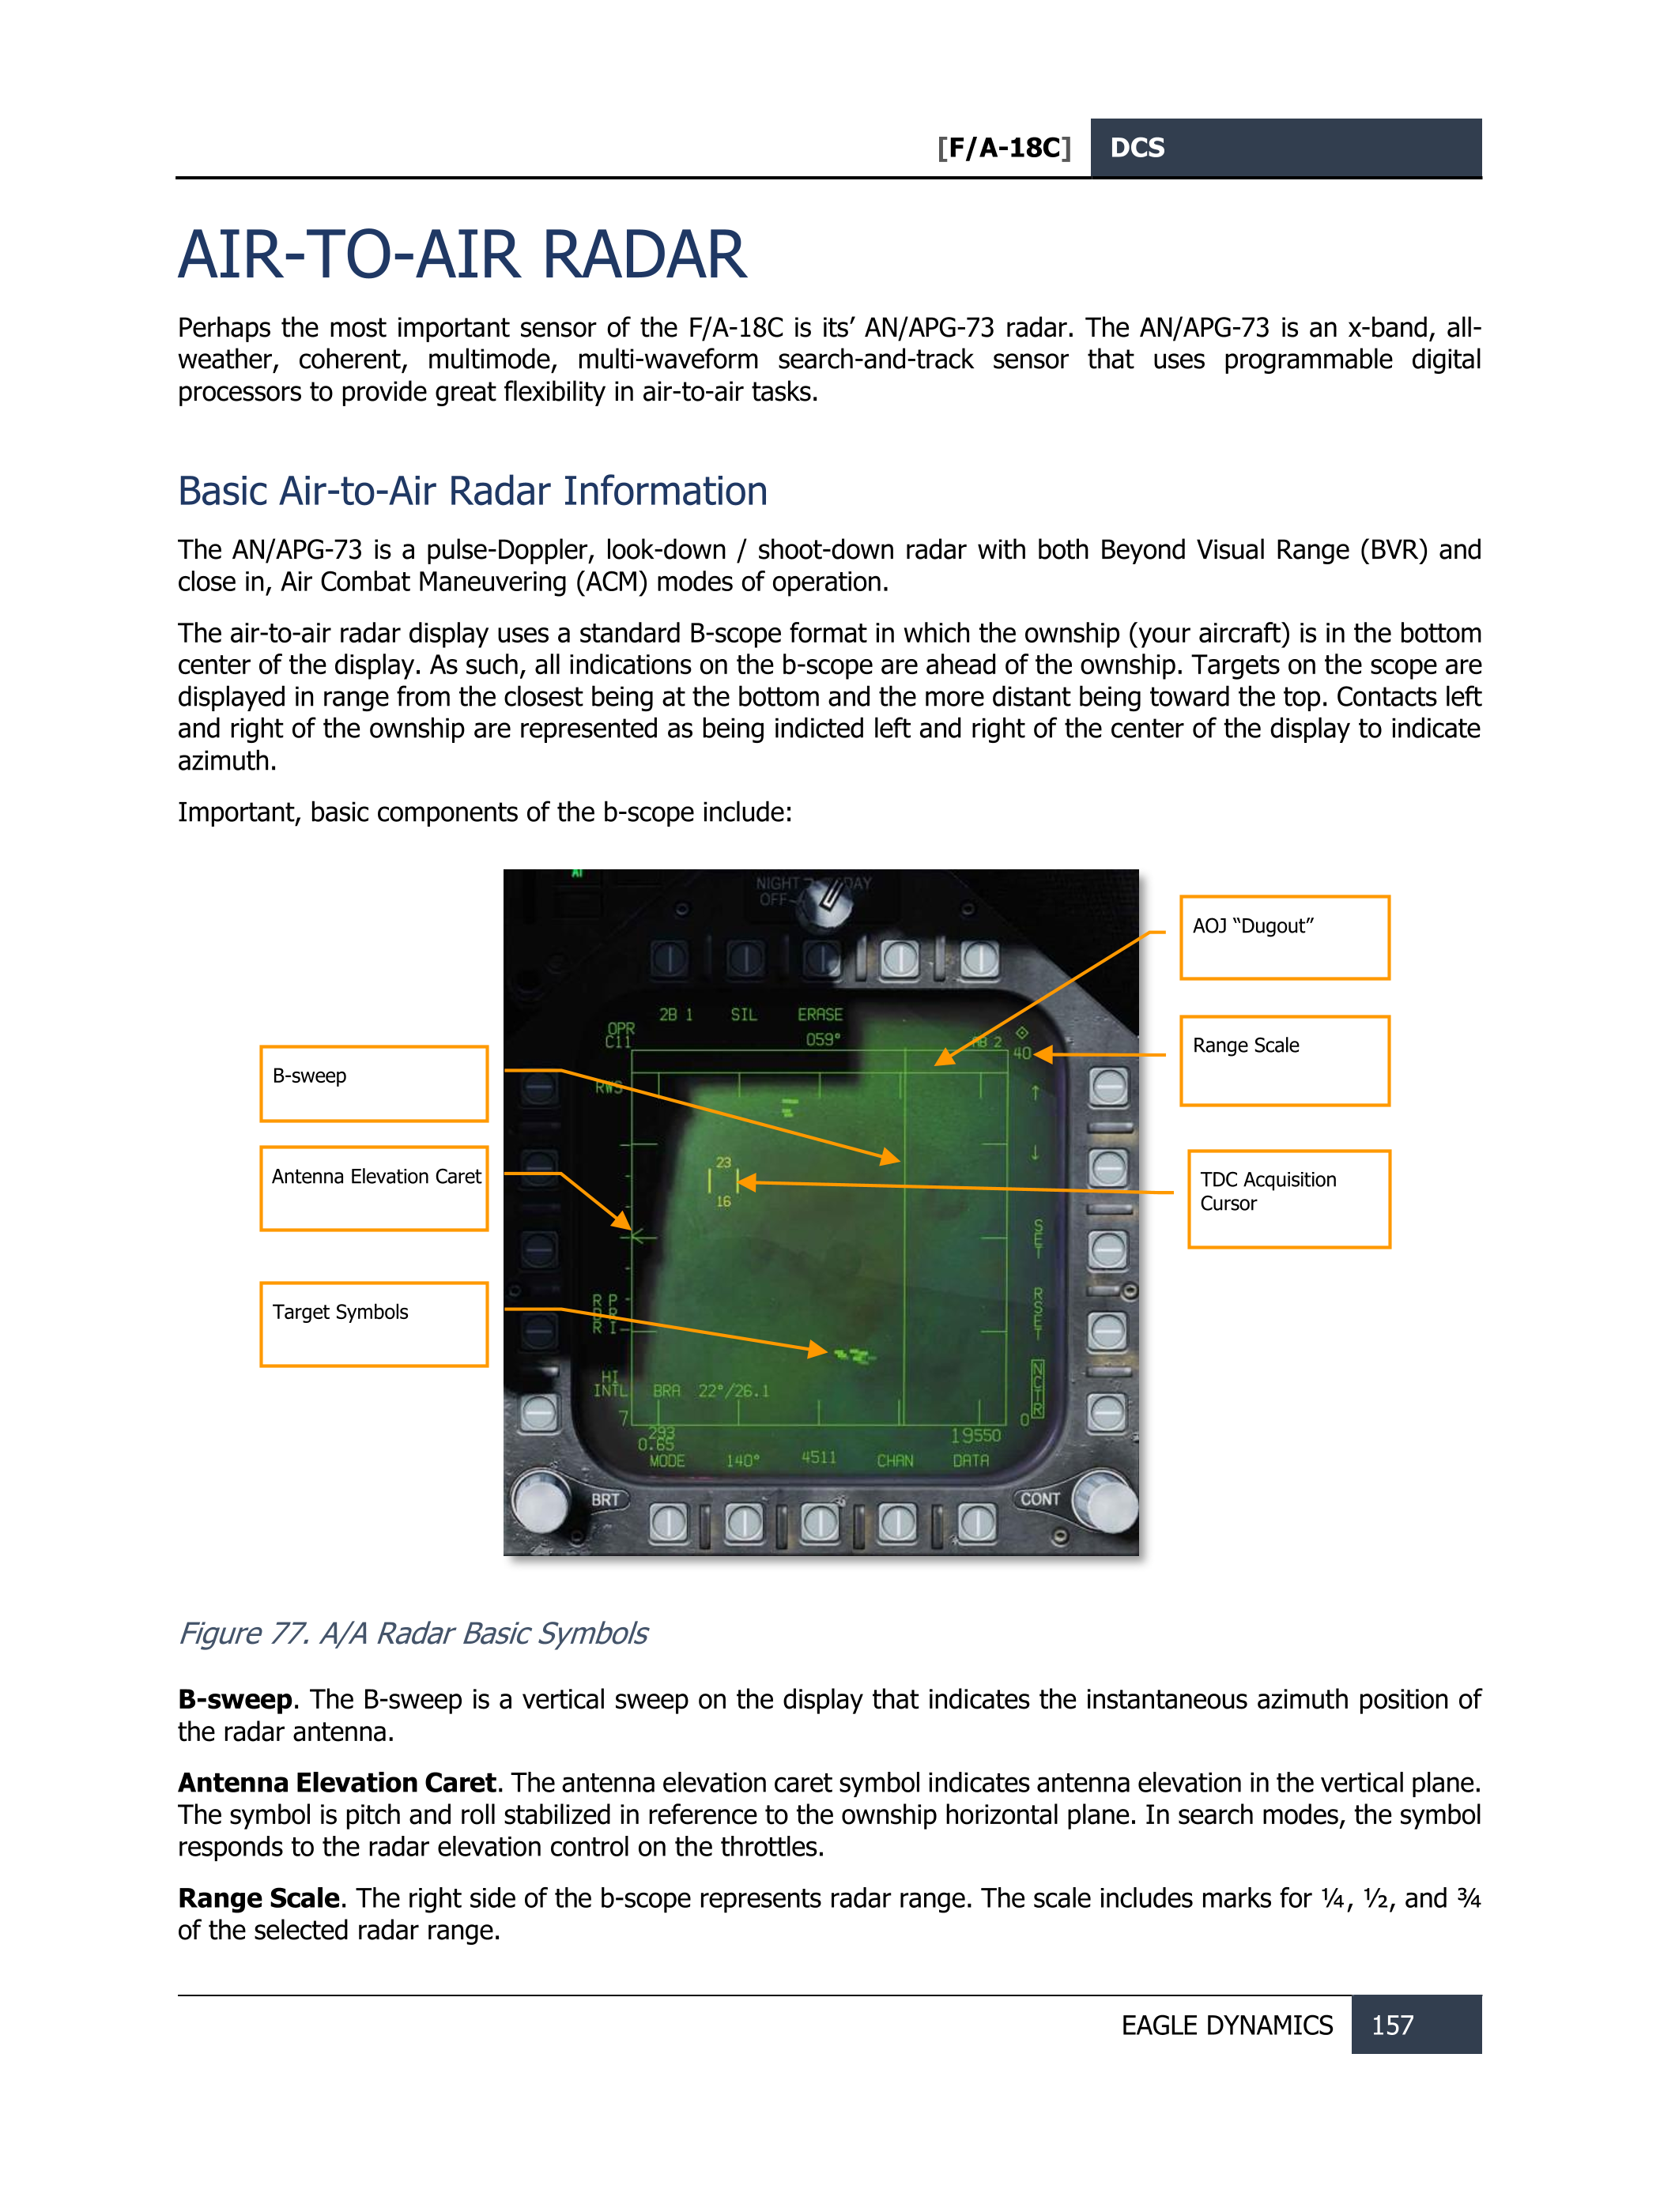 [F/A-18C] DCS
AIR-TO-AIR RADAR
Perhaps the most important sensor of the F/A-18C is its’ AN/APG-73 radar. The AN/APG-73 is an x-band, all-
weather, coherent, multimode, multi-waveform search-and-track sensor that uses programmable digital
processors to provide great flexibility in air-to-air tasks.
Basic Air-to-Air Radar Information
The AN/APG-73 is a pulse-Doppler, look-down / shoot-down radar with both Beyond Visual Range (BVR) and
close in, Air Combat Maneuvering (ACM) modes of operation.
The air-to-air radar display uses a standard B-scope format in which the ownship (your aircraft) is in the bottom
center of the display. As such, all indications on the b-scope are ahead of the ownship. Targets on the scope are
displayed in range from the closest being at the bottom and the more distant being toward the top. Contacts left
and right of the ownship are represented as being indicted left and right of the center of the display to indicate
azimuth.
Important, basic components of the b-scope include:
NIGHT DAY
OFF
AOJ “Dugout”
2B 1 SIL ERASE
OPR
C11 059°
40
Range Scale
B-sweep
RWS
Antenna Elevation Caret
23
16
TDC Acquisition
Cursor
SET
Target Symbols
RSET
HI
INTL BRA 22°/26.1
NCTR
7 0
293 19550
0.65
MODE 140° 4511 CHAN DATA
BRT CONT
Figure 77. A/A Radar Basic Symbols
B-sweep. The B-sweep is a vertical sweep on the display that indicates the instantaneous azimuth position of
the radar antenna.
Antenna Elevation Caret. The antenna elevation caret symbol indicates antenna elevation in the vertical plane.
The symbol is pitch and roll stabilized in reference to the ownship horizontal plane. In search modes, the symbol
responds to the radar elevation control on the throttles.
Range Scale. The right side of the b-scope represents radar range. The scale includes marks for ¼, ½, and ¾
of the selected radar range.
EAGLE DYNAMICS 157